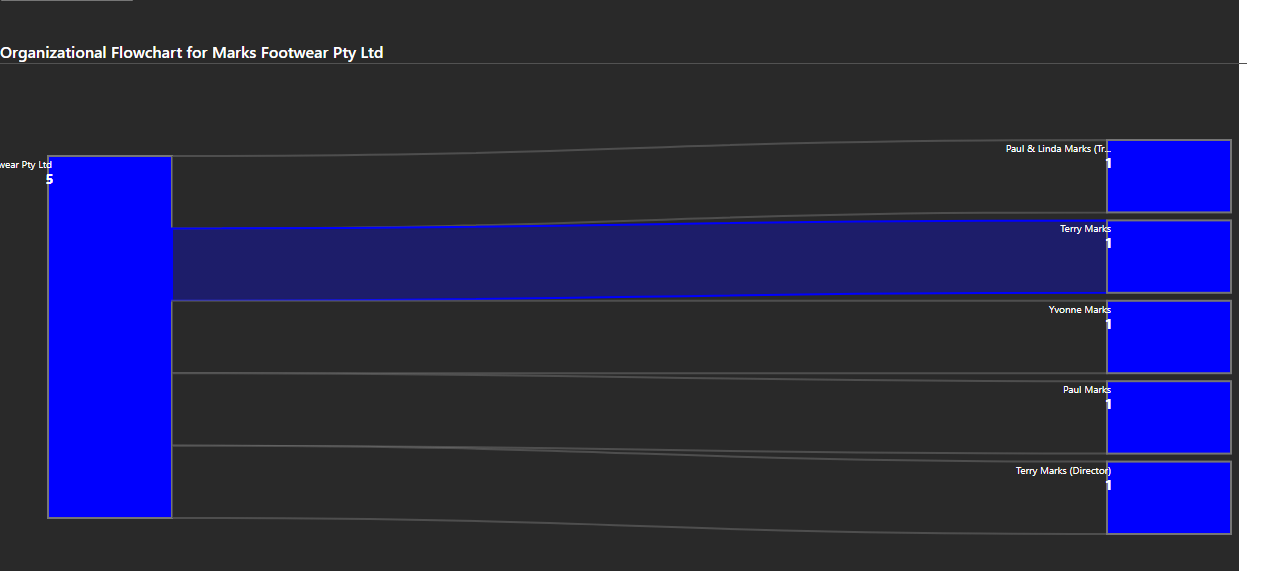 Organizational Flowchart for Marks Footwear Pty Ltd
wear Pty Ltd
5
Paul & Linda Marks (Tr...
1
Terry Marks
1
Yvonne Marks
1
Paul Marks
1
Terry Marks (Director)
1